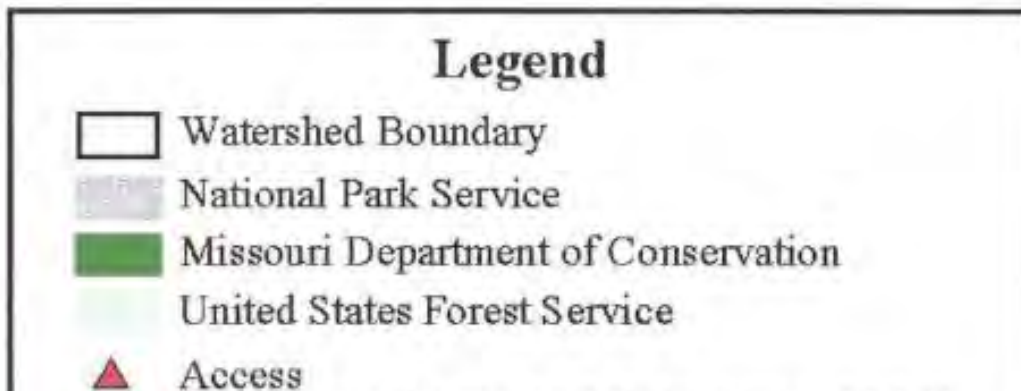 Legend
Watershed Boundary
National Park Service
Missouri Department of Conservation
United States Forest Service
Access